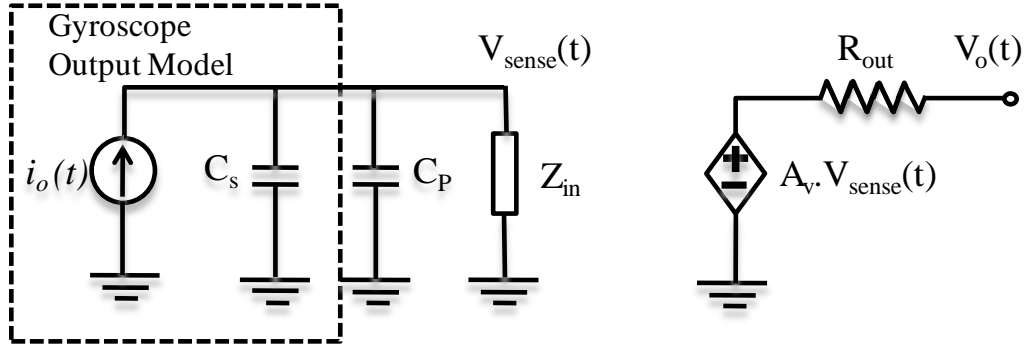 Gyroscope
Output Model
V_sense(t)
R_out
V_o(t)
i_o(t)
C_s
C_P
Z_in
A_v.V_sense(t)